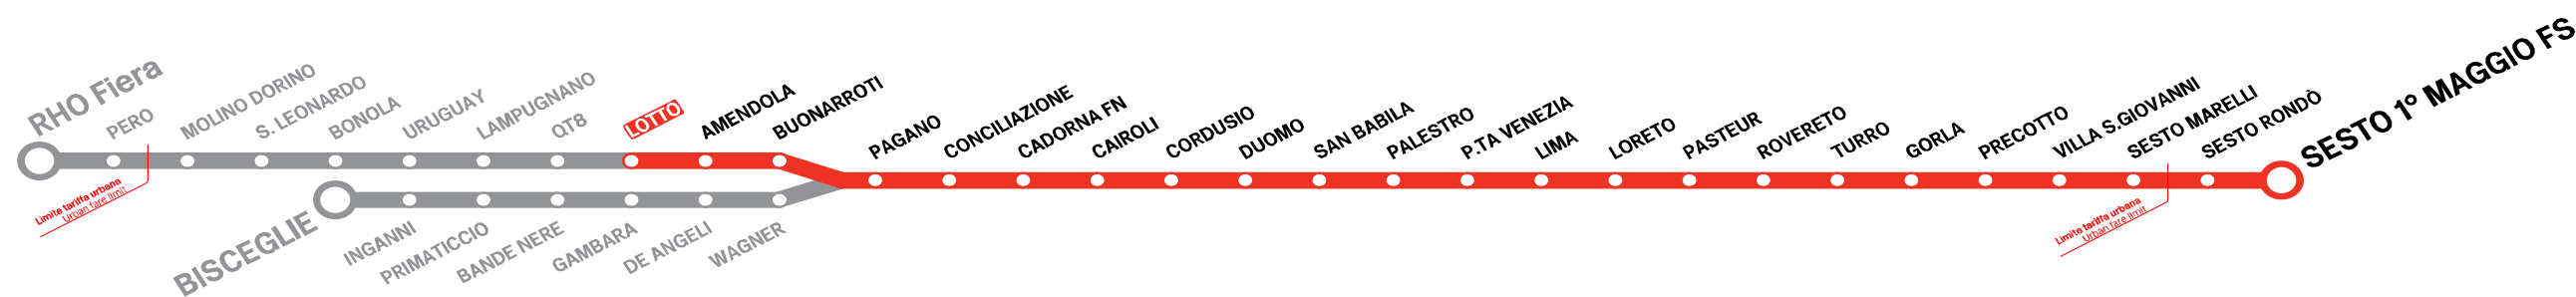 RHO Fiera
PERO
MOLINO DORINO
S. LEONARDO
BONOLA
URUGUAY
LAMPUGNANO
QT8
LOTTO
AMENDOLA
BUONARROTI
PAGANO
CONCILIAZIONE
CADORNA FN
CAIROLI
CORDUSIO
DUOMO
SAN BABILA
PALESTRO
P.TA VENEZIA
LIMA
LORETO
PASTEUR
ROVERETO
TURRO
GORLA
PRECOTTO
VILLA S.GIOVANNI
SESTO MARELLI
SESTO RONDÒ
SESTO 1° MAGGIO FS
Limite tariffa urbana
Urban fare limit
BISCEGLIE
INGANNI
PRIMATICCIO
BANDE NERE
GAMBARA
DE ANGELI
WAGNER
Limite tariffa urbana
Urban fare limit